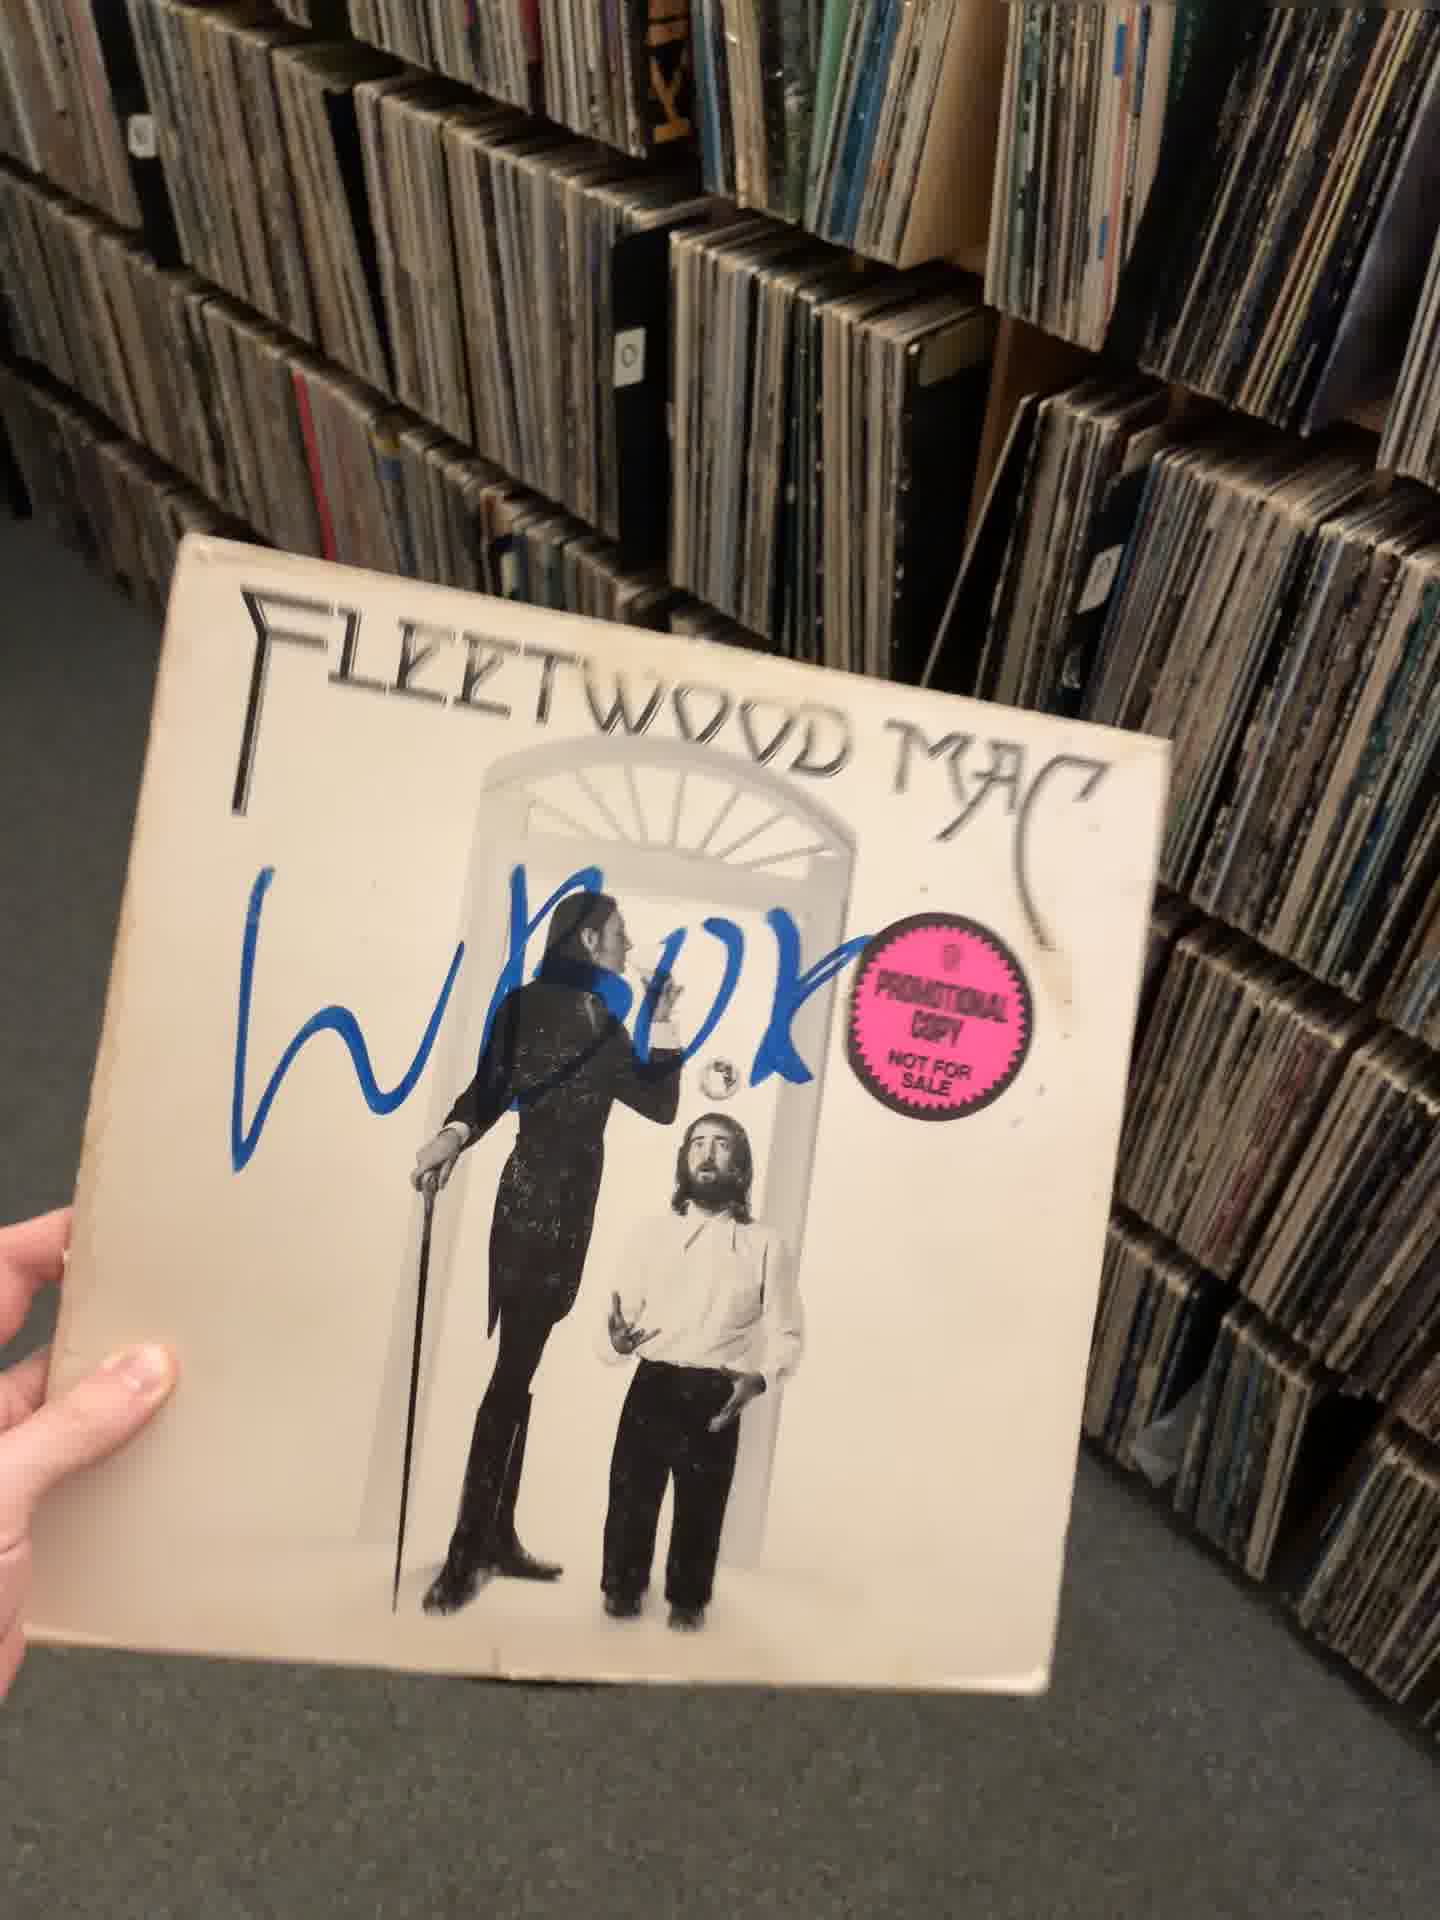 FLEETWOOD MAC
WBOR
PROMOTIONAL
COPY
NOT FOR
SALE